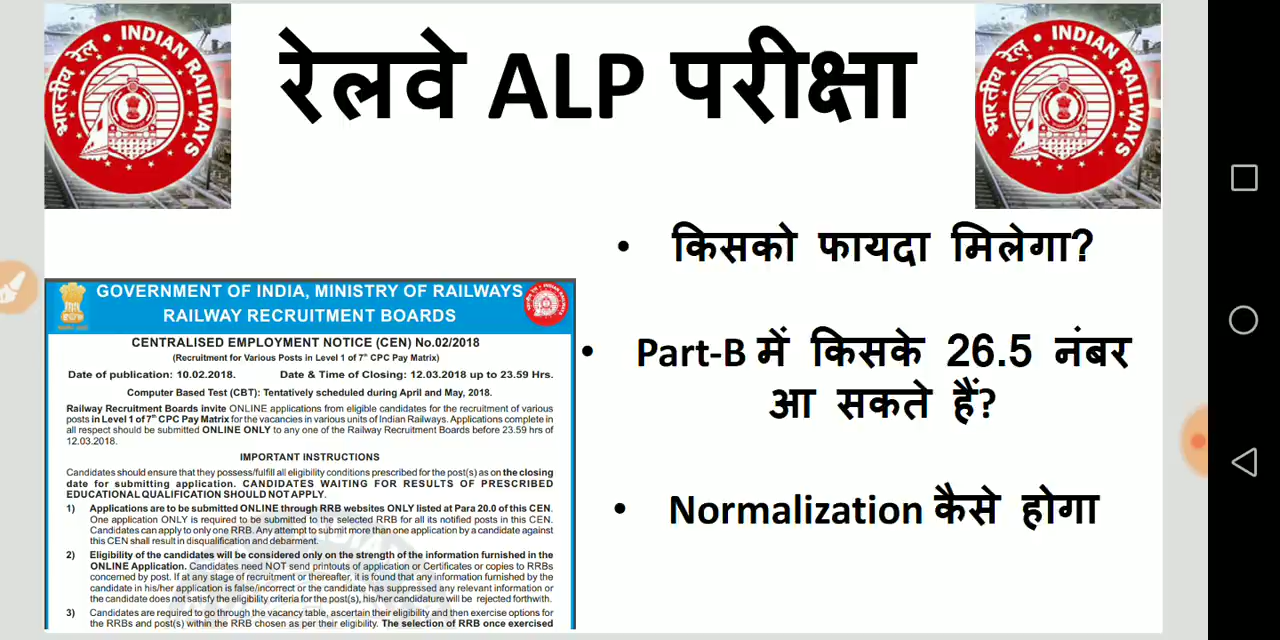 भारतीय रेल • INDIAN RAILWAYS
रेलवे ALP परीक्षा
भारतीय रेल • INDIAN RAILWAYS
• किसको फायदा मिलेगा?
• Part-B में किसके 26.5 नंबर
आ सकते हैं?
• Normalization कैसे होगा
GOVERNMENT OF INDIA, MINISTRY OF RAILWAYS
RAILWAY RECRUITMENT BOARDS
CENTRALISED EMPLOYMENT NOTICE (CEN) No.02/2018
(Recruitment for Various Posts in Level 1 of 7th CPC Pay Matrix)
Date of publication: 10.02.2018. Date & Time of Closing: 12.03.2018 up to 23.59 Hrs.
Computer Based Test (CBT): Tentatively scheduled during April and May, 2018.
Railway Recruitment Boards invite ONLINE applications from eligible candidates for the recruitment of various
posts in Level 1 of 7th CPC Pay Matrix for the vacancies in various units of Indian Railways. Applications complete in
all respect should be submitted ONLINE ONLY to any one of the Railway Recruitment Boards before 23.59 hrs of
12.03.2018.
IMPORTANT INSTRUCTIONS
Candidates should ensure that they possess/fulfill all eligibility conditions prescribed for the post(s) as on the closing
date for submitting application. CANDIDATES WAITING FOR RESULTS OF PRESCRIBED
EDUCATIONAL QUALIFICATION SHOULD NOT APPLY.
1) Applications are to be submitted ONLINE through RRB websites ONLY listed at Para 20.0 of this CEN.
One application ONLY is required to be submitted to the selected RRB for all its notified posts in this CEN.
Candidates can apply to only one RRB. Any attempt to submit more than one application by a candidate against
this CEN shall result in disqualification and debarment.
2) Eligibility of the candidates will be considered only on the strength of the information furnished in the
ONLINE Application. Candidates need NOT send printouts of application or Certificates or copies to RRBs
concerned by post. If at any stage of recruitment or thereafter, it is found that any information furnished by the
candidate in his/her application is false/incorrect or the candidate has suppressed any relevant information or
the candidate does not satisfy the eligibility criteria for the post(s), his/her candidature will be rejected forthwith.
3) Candidates are required to go through the vacancy table, ascertain their eligibility and then exercise options for
the RRBs and post(s) within the RRB chosen as per their eligibility. The selection of RRB once exercised